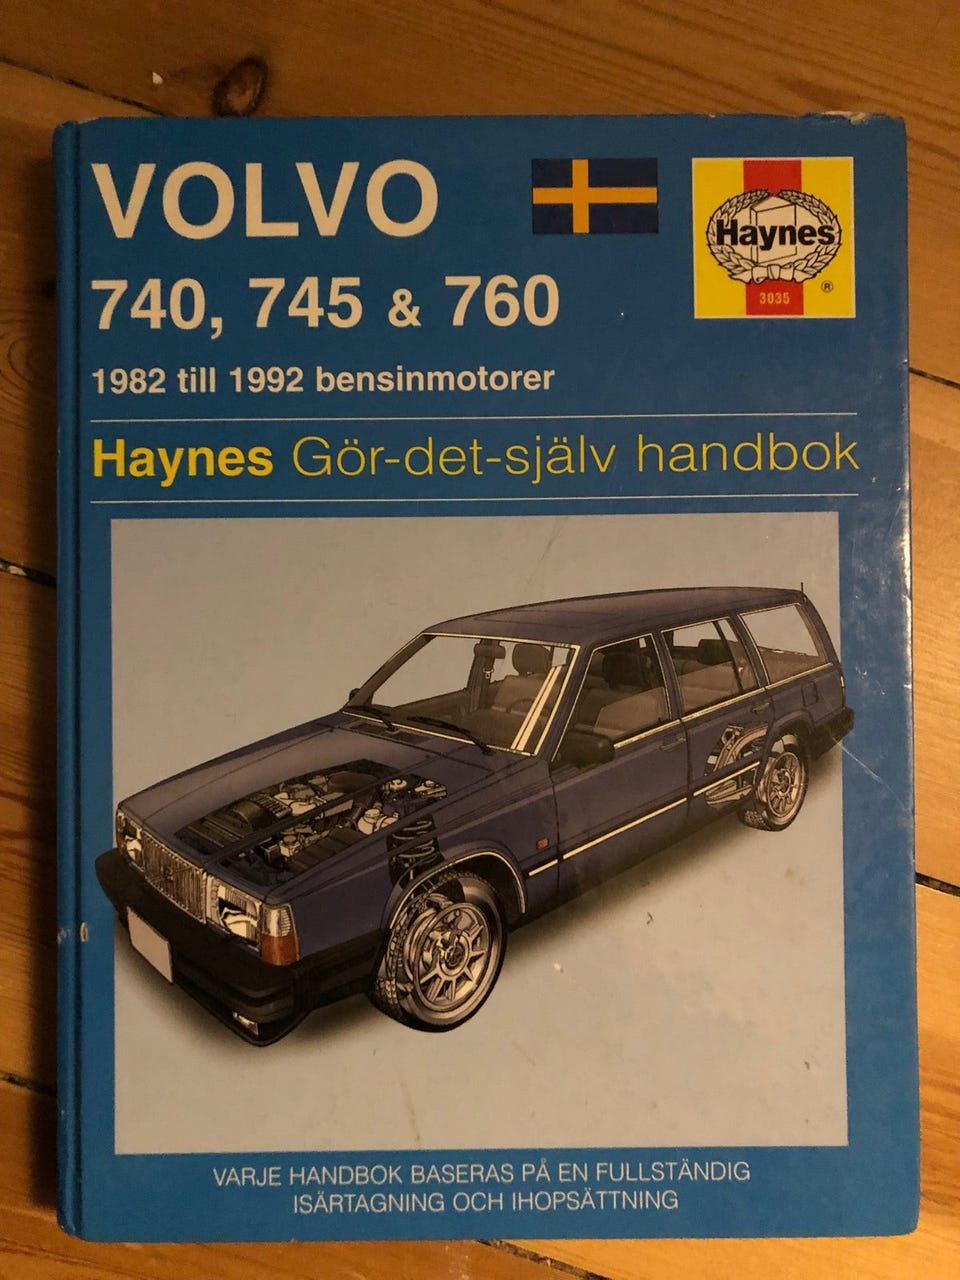 VOLVO
Haynes
®
3035
740, 745 & 760
1982 till 1992 bensinmotorer
Haynes Gör-det-själv handbok
VARJE HANDBOK BASERAS PÅ EN FULLSTÄNDIG
ISÄRTAGNING OCH IHOPSÄTTNING